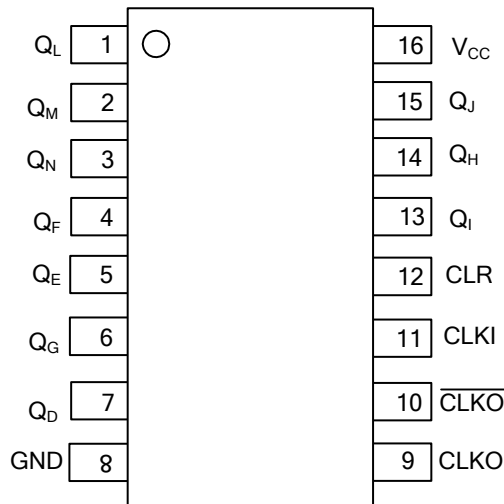 Q_L 1 16 V_CC
Q_M 2 15 Q_J
Q_N 3 14 Q_H
Q_F 4 13 Q_I
Q_E 5 12 CLR
Q_G 6 11 CLKI
Q_D 7 10 C̅L̅K̅O̅
GND 8 9 CLKO